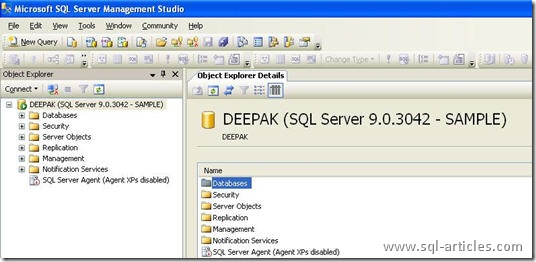 Microsoft SQL Server Management Studio
File Edit View Tools Window Community Help
New Query
Change Type
Object Explorer
Connect
DEEPAK (SQL Server 9.0.3042 - SAMPLE)
Databases
Security
Server Objects
Replication
Management
Notification Services
SQL Server Agent (Agent XPs disabled)
Object Explorer Details
DEEPAK (SQL Server 9.0.3042 - SAMPLE)
DEEPAK
Name
Databases
Security
Server Objects
Replication
Management
Notification Services
SQL Server Agent (Agent XPs disabled)
www.sql-articles.com